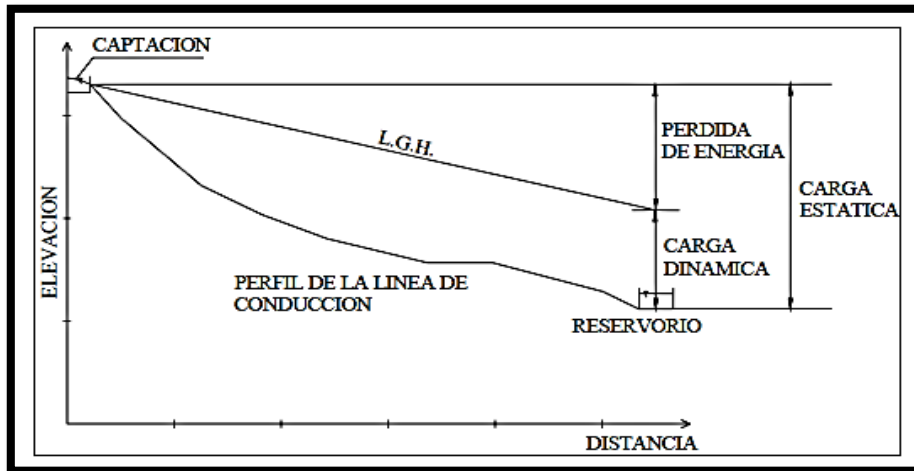 CAPTACION
L.G.H.
PERDIDA
DE ENERGIA
CARGA
ESTATICA
CARGA
DINAMICA
ELEVACION
PERFIL DE LA LINEA DE
CONDUCCION
RESERVORIO
DISTANCIA